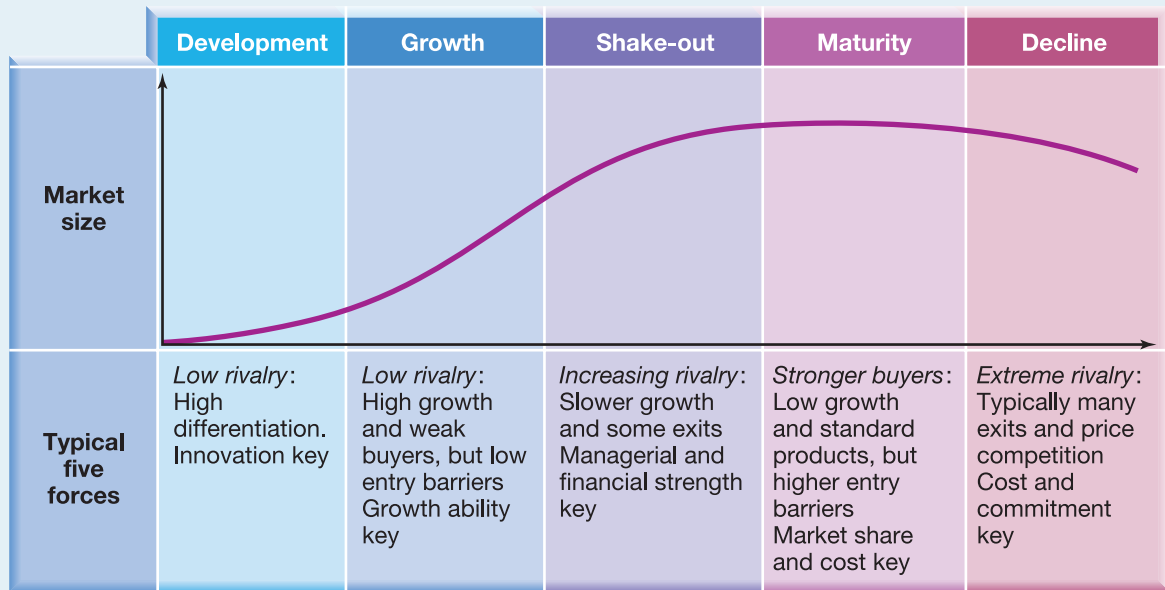 Development
Growth
Shake-out
Maturity
Decline
Market
size
Typical
five
forces
Low rivalry:
High
differentiation.
Innovation key
Low rivalry:
High growth
and weak
buyers, but low
entry barriers
Growth ability
key
Increasing rivalry:
Slower growth
and some exits
Managerial and
financial strength
key
Stronger buyers:
Low growth
and standard
products, but
higher entry
barriers
Market share
and cost key
Extreme rivalry:
Typically many
exits and price
competition
Cost and
commitment
key